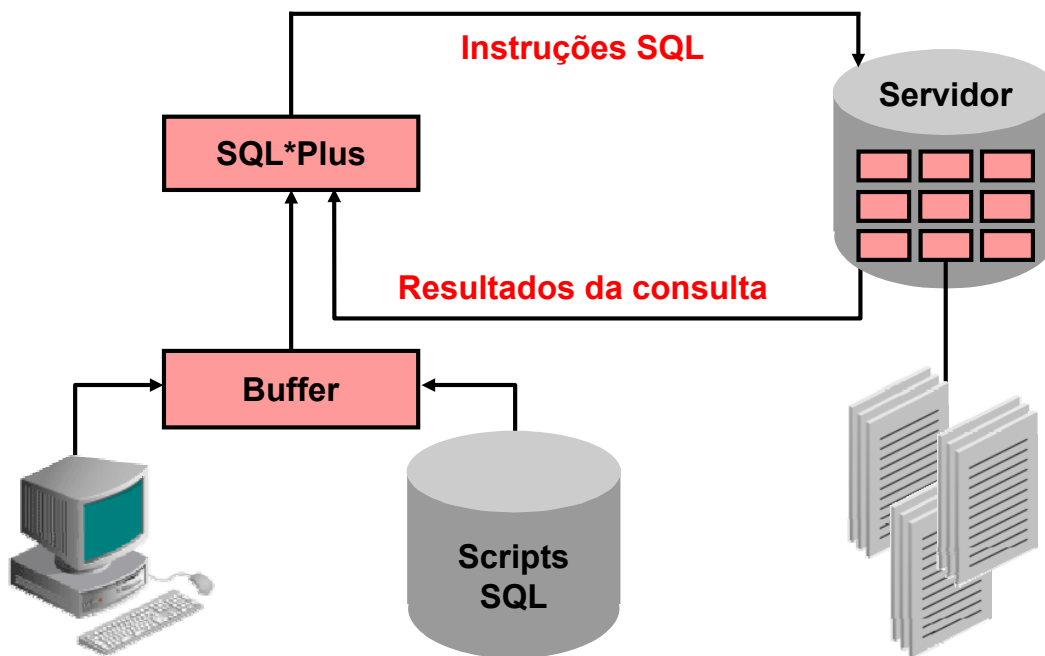 Instruções SQL
Servidor
SQL*Plus
Resultados da consulta
Buffer
Scripts
SQL